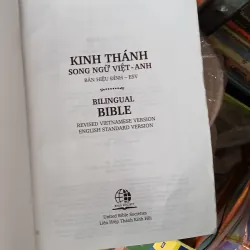 KINH THÁNH
SONG NGỮ VIỆT-ANH
BẢN HIỆU ĐÍNH - ESV
BILINGUAL
BIBLE
REVISED VIETNAMESE VERSION
ENGLISH STANDARD VERSION
United Bible Societies
Liên Hiệp Thánh Kinh Hội